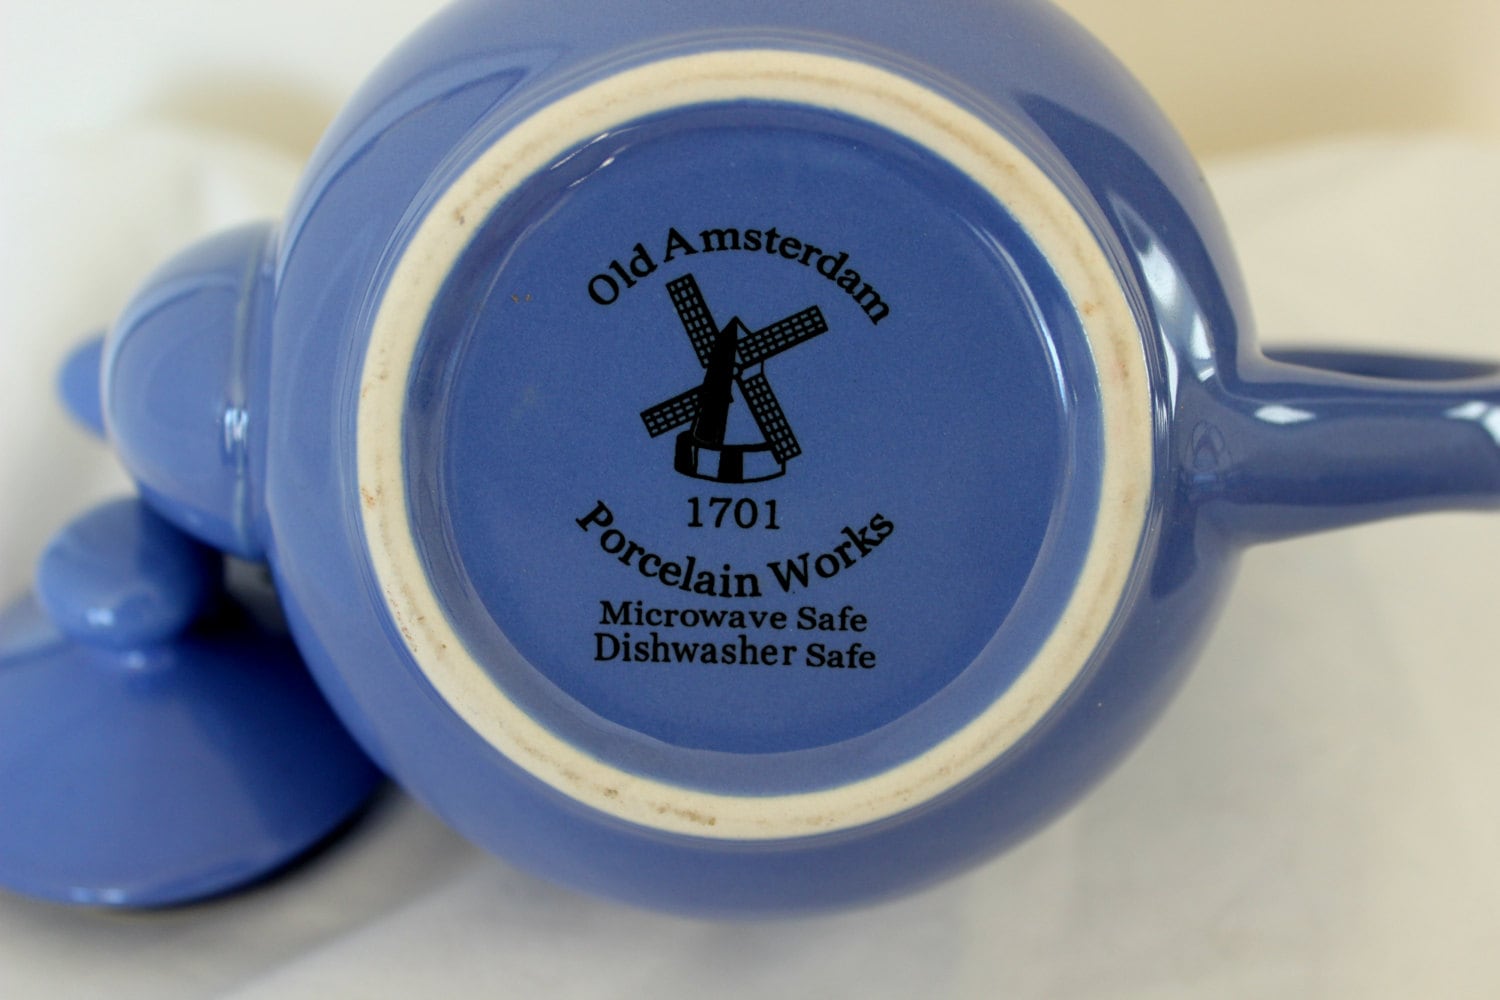 Old Amsterdam
1701
Porcelain Works
Microwave Safe
Dishwasher Safe